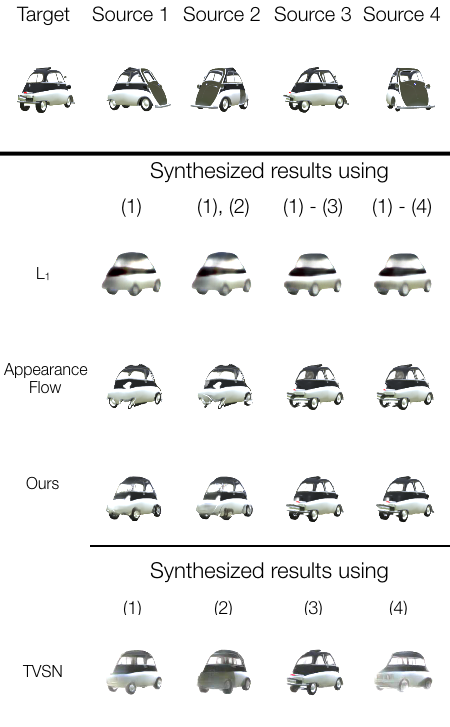 Target Source 1 Source 2 Source 3 Source 4
Synthesized results using
(1) (1), (2) (1) - (3) (1) - (4)
L₁
Appearance
Flow
Ours
Synthesized results using
(1) (2) (3) (4)
TVSN